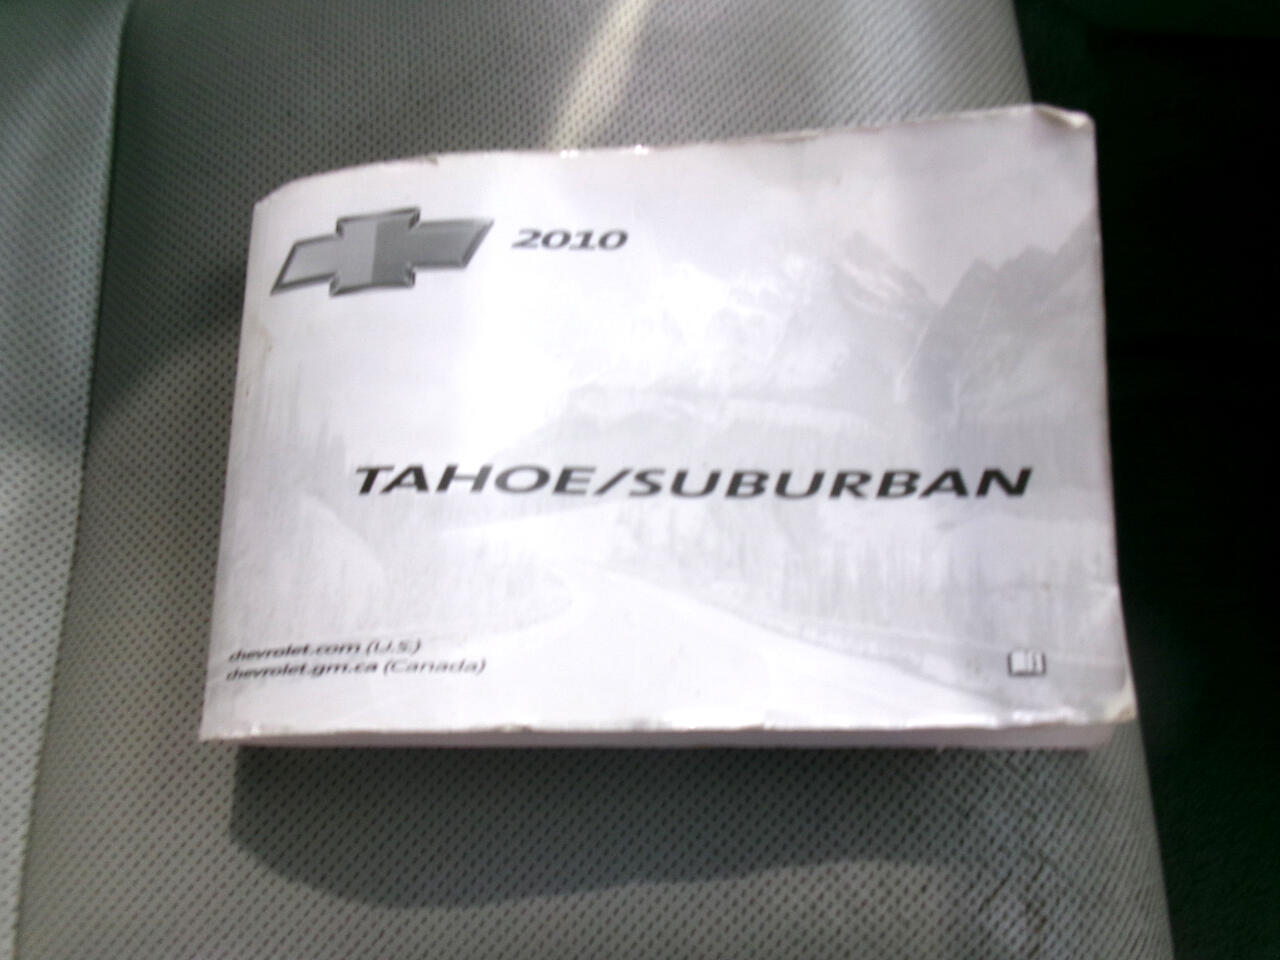 2010
TAHOE/SUBURBAN
chevrolet.com (U.S.)
chevrolet.gm.ca (Canada)